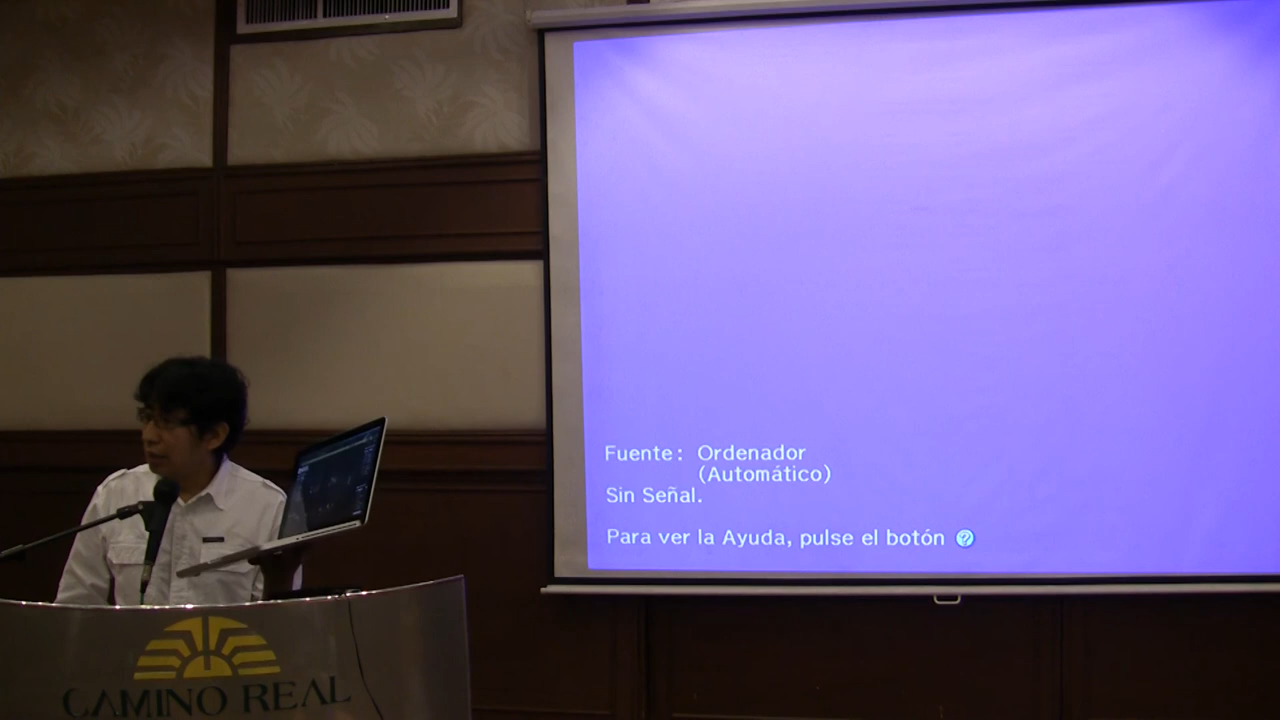 Fuente: Ordenador
(Automático)
Sin Señal.
Para ver la Ayuda, pulse el botón ?
CAMINO REAL